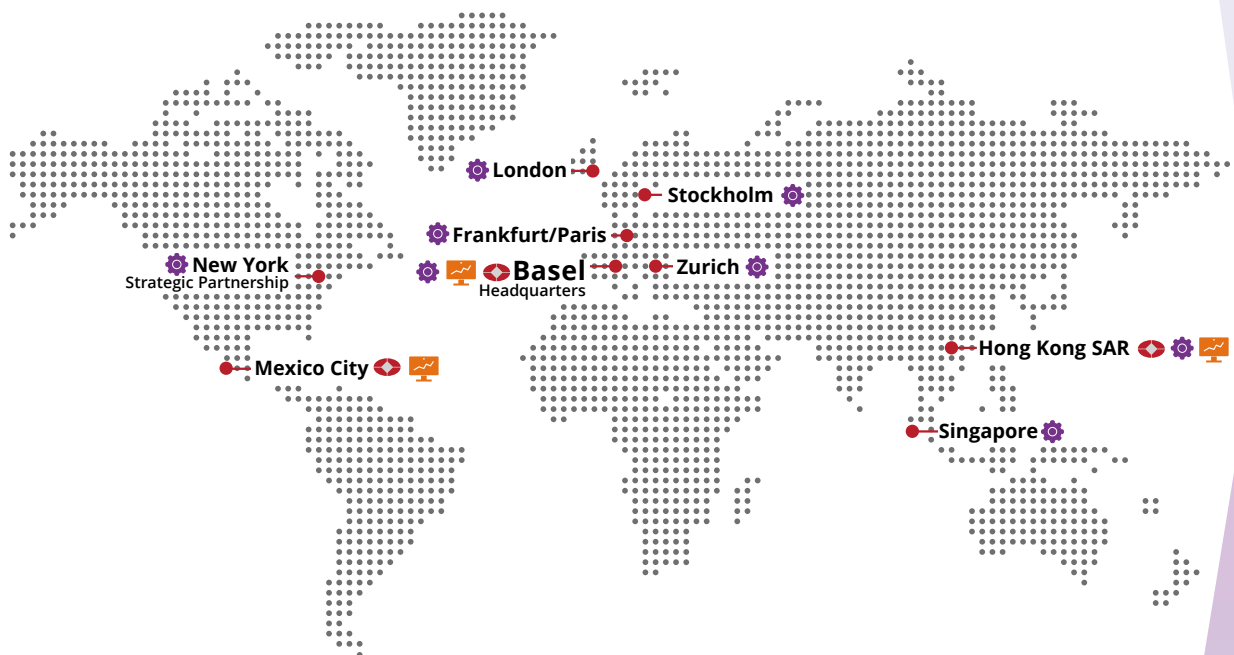 London
Stockholm
Frankfurt/Paris
New York
Strategic Partnership
Basel
Headquarters
Zurich
Hong Kong SAR
Mexico City
Singapore